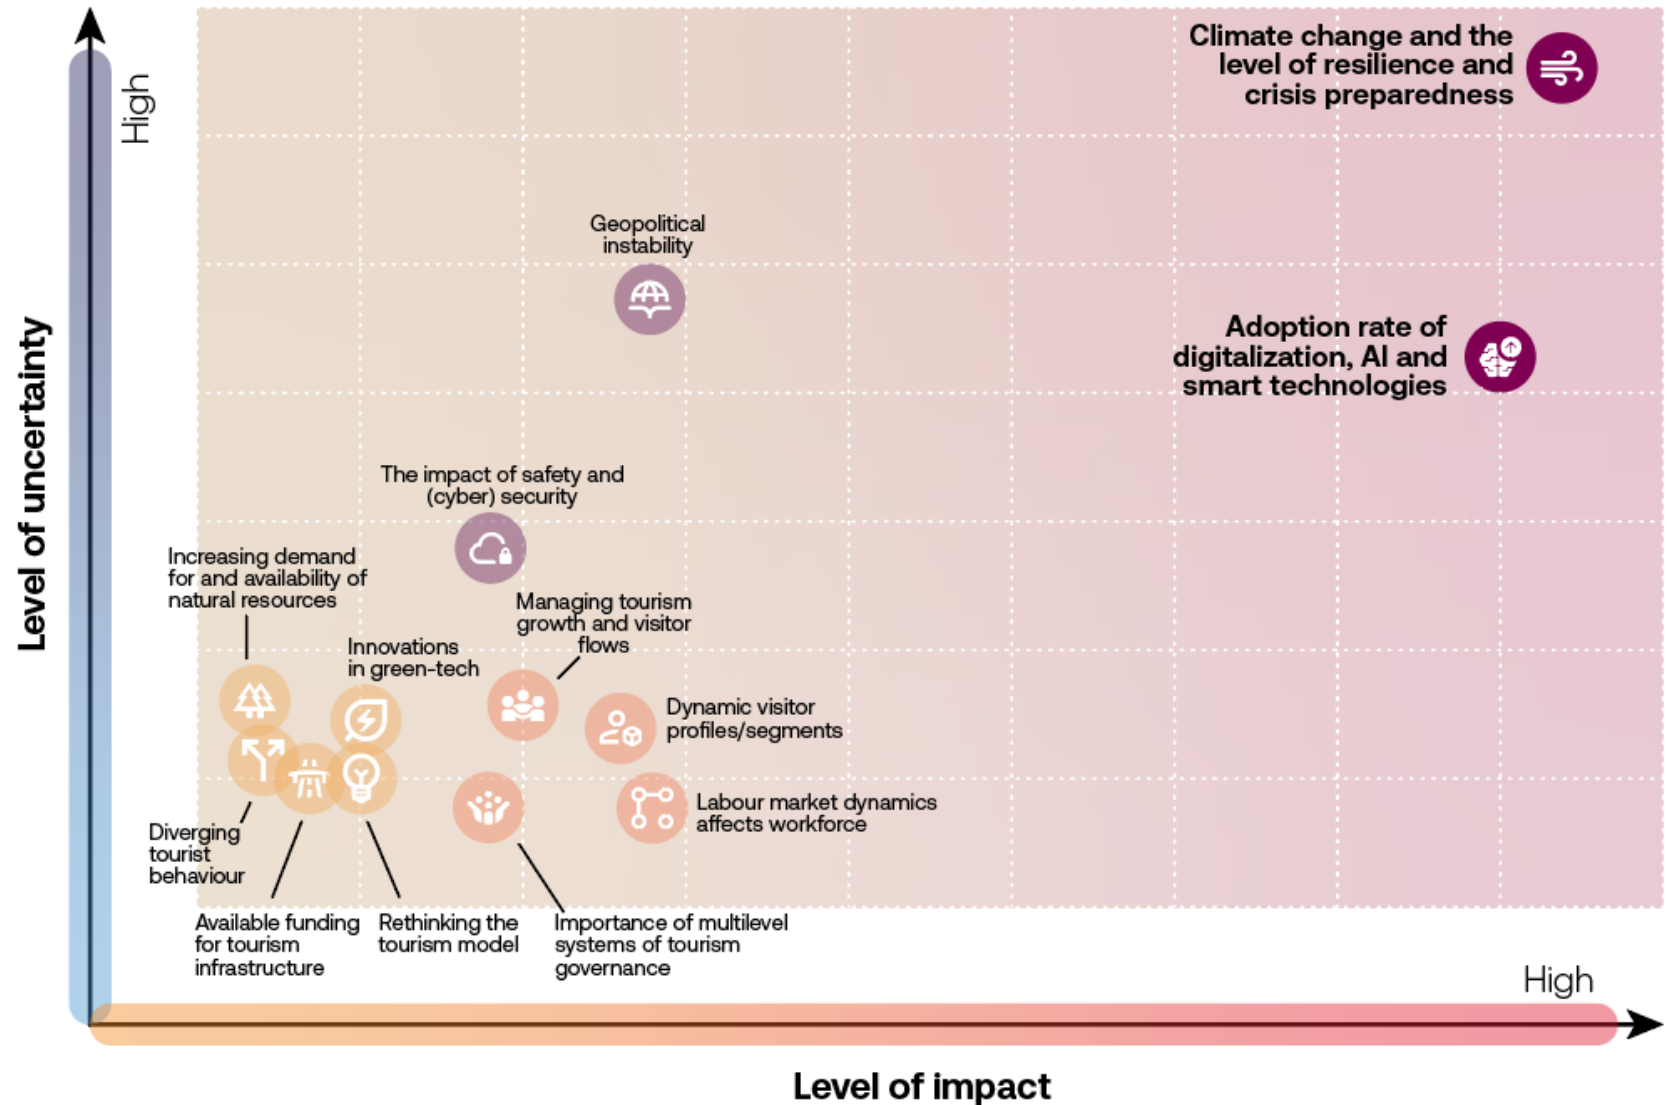 High
Climate change and the
level of resilience and
crisis preparedness
Geopolitical
instability
Adoption rate of
digitalization, AI and
smart technologies
Level of uncertainty
The impact of safety and
(cyber) security
Increasing demand
for and availability of
natural resources
Managing tourism
growth and visitor
flows
Innovations
in green-tech
Dynamic visitor
profiles/segments
Labour market dynamics
affects workforce
Diverging
tourist
behaviour
Available funding
for tourism
infrastructure
Rethinking the
tourism model
Importance of multilevel
systems of tourism
governance
High
Level of impact